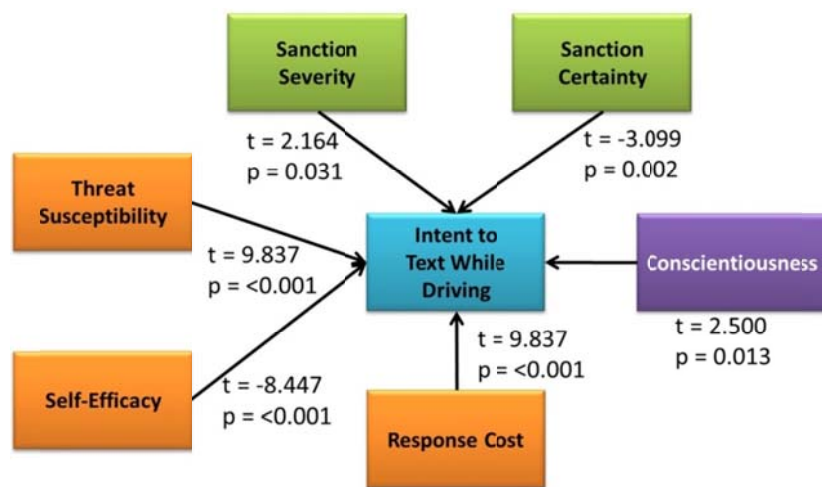 Sanction
Severity
Sanction
Certainty
t = 2.164
p = 0.031
t = -3.099
p = 0.002
Threat
Susceptibility
Intent to
Text While
Driving
Conscientiousness
t = 9.837
p = <0.001
t = 2.500
p = 0.013
t = 9.837
p = <0.001
Self-Efficacy
t = -8.447
p = <0.001
Response Cost